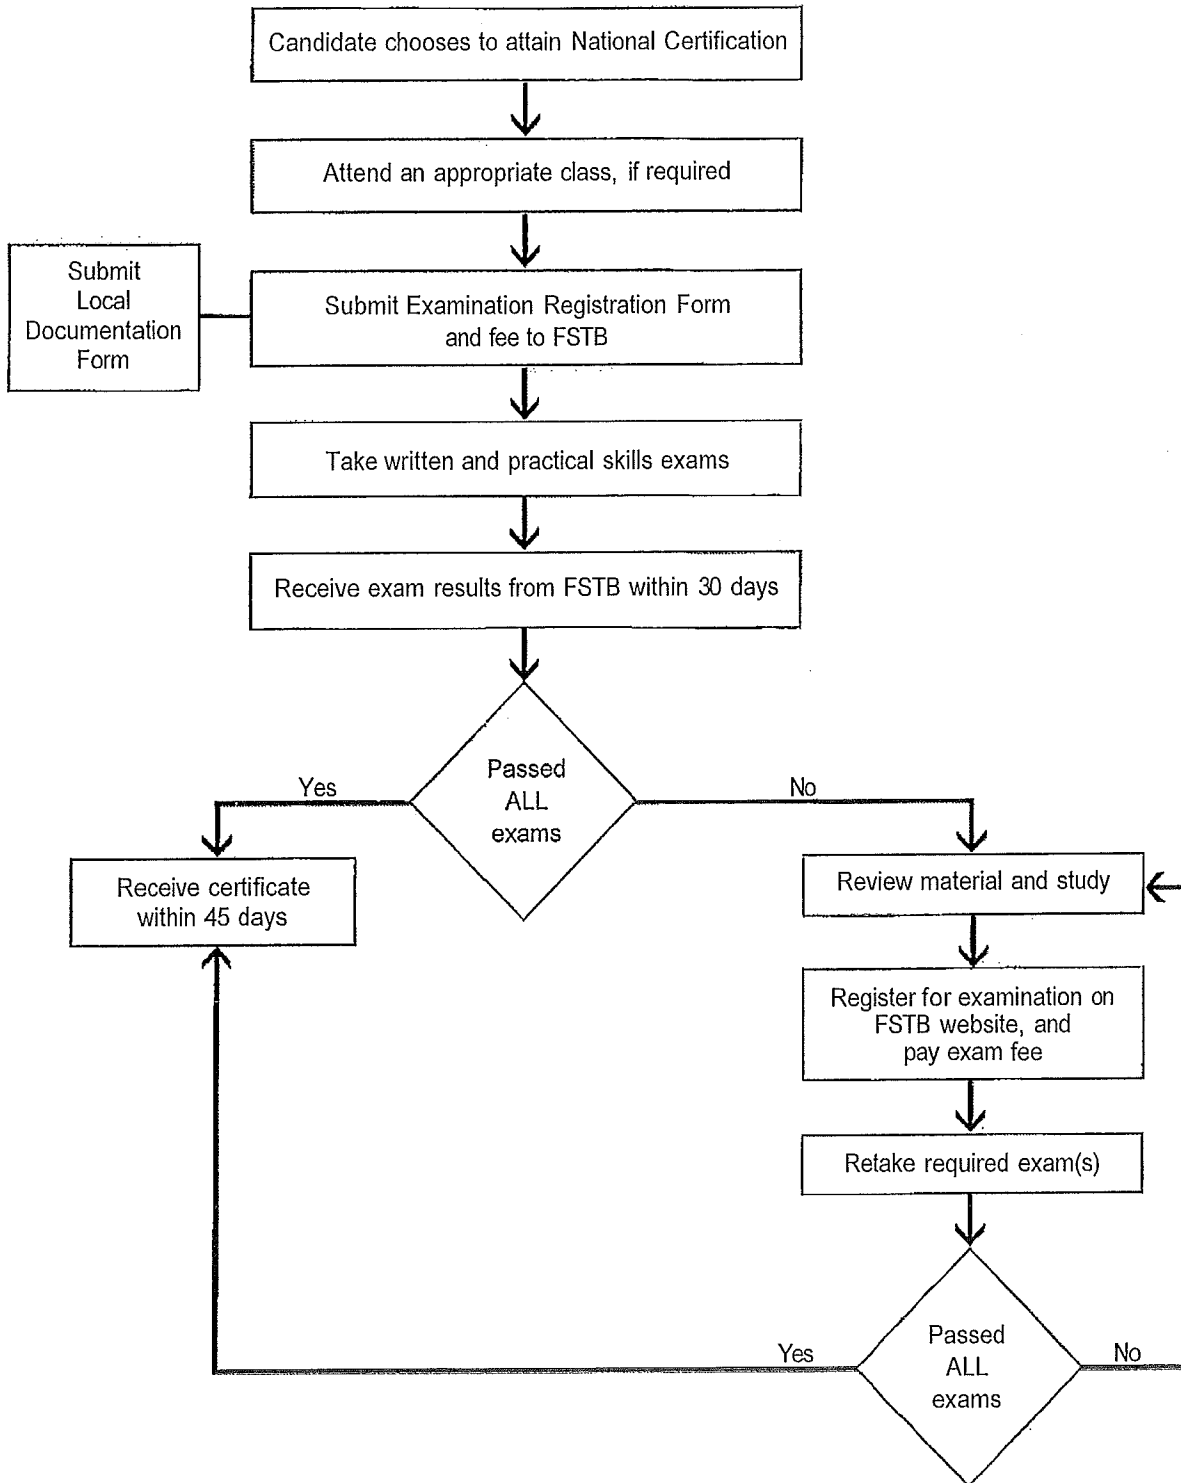 Candidate chooses to attain National Certification
Attend an appropriate class, if required
Submit
Local
Documentation
Form
Submit Examination Registration Form
and fee to FSTB
Take written and practical skills exams
Receive exam results from FSTB within 30 days
Passed
ALL
exams
Yes
No
Receive certificate
within 45 days
Review material and study
Register for examination on
FSTB website, and
pay exam fee
Retake required exam(s)
Passed
ALL
exams
Yes
No